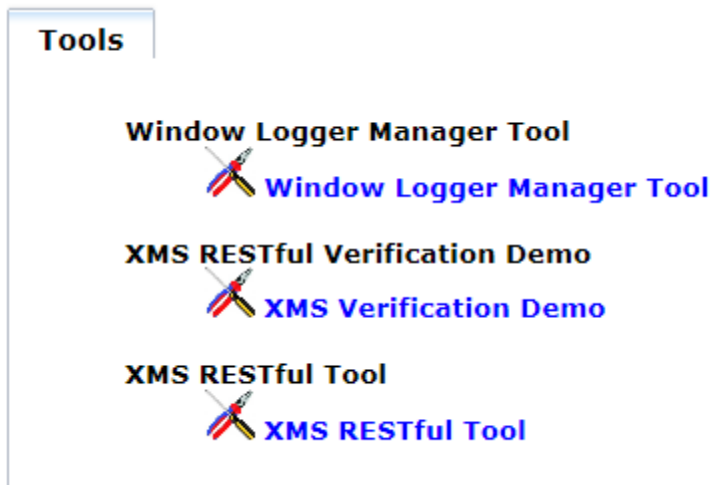 Tools
Window Logger Manager Tool
Window Logger Manager Tool
XMS RESTful Verification Demo
XMS Verification Demo
XMS RESTful Tool
XMS RESTful Tool